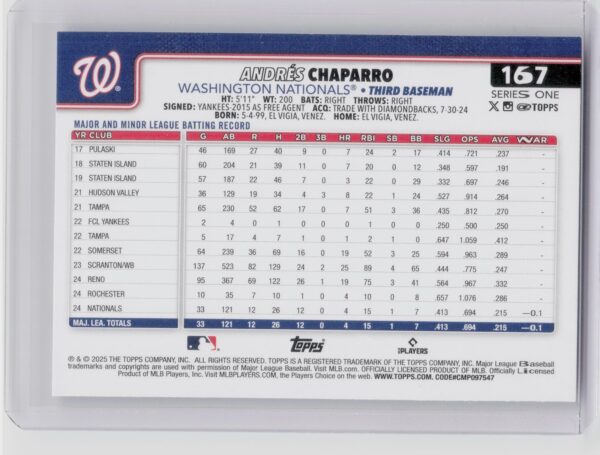 W
ANDRÉS CHAPARRO
167
WASHINGTON NATIONALS® • THIRD BASEMAN
SERIES ONE
HT: 5'11" WT: 200 BATS: RIGHT THROWS: RIGHT
X @TOPPS
SIGNED: YANKEES-2015 AS FREE AGENT ACQ: TRADE WITH DIAMONDBACKS, 7-30-24
BORN: 5-4-99, EL VIGIA, VENEZ. HOME: EL VIGIA, VENEZ.
MAJOR AND MINOR LEAGUE BATTING RECORD
YR CLUB G AB R H 2B 3B HR RBI SB BB SLG OPS AVG WAR
17 PULASKI 46 169 27 40 9 0 7 24 2 17 .414 .721 .237 -
18 STATEN ISLAND 60 204 21 39 11 0 7 20 0 12 .348 .597 .191 -
19 STATEN ISLAND 57 187 22 46 7 0 3 22 0 29 .332 .697 .246 -
21 HUDSON VALLEY 36 129 19 34 4 3 8 22 1 24 .527 .914 .264 -
21 TAMPA 65 230 52 62 17 0 7 51 3 36 .435 .812 .270 -
22 FCL YANKEES 2 4 0 1 0 0 0 1 0 0 .250 .500 .250 -
22 TAMPA 5 17 4 7 1 0 1 2 1 0 .647 1.059 .412 -
22 SOMERSET 64 239 36 69 16 0 19 52 3 25 .594 .963 .289 -
23 SCRANTON/WB 137 523 82 129 24 2 25 89 4 65 .444 .775 .247 -
24 RENO 95 367 69 122 26 1 19 75 3 41 .564 .967 .332 -
24 ROCHESTER 10 35 7 10 1 0 4 10 0 8 .657 1.076 .286 -
24 NATIONALS 33 121 12 26 12 0 4 15 1 7 .413 .694 .215 —0.1
MAJ. LEA. TOTALS 33 121 12 26 12 0 4 15 1 7 .413 .694 .215 —0.1
Topps
PLAYERS
® & © 2025 THE TOPPS COMPANY, INC. ALL RIGHTS RESERVED. TOPPS IS A REGISTERED TRADEMARK OF THE TOPPS COMPANY, INC. Major League Baseball
trademarks and copyrights are used with permission of Major League Baseball. Visit MLB.com. OFFICIALLY LICENSED PRODUCT OF MLB. Officially Licensed
Product of MLB Players, Inc. Visit MLBPLAYERS.com, the Players Choice on the web. WWW.TOPPS.COM. CODE#CMP097547